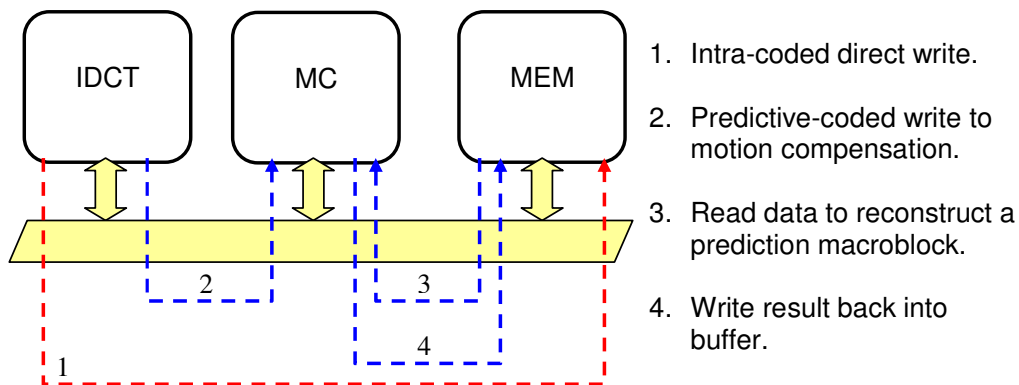 IDCT
MC
MEM
2
3
4
1
1. Intra-coded direct write.
2. Predictive-coded write to
motion compensation.
3. Read data to reconstruct a
prediction macroblock.
4. Write result back into
buffer.